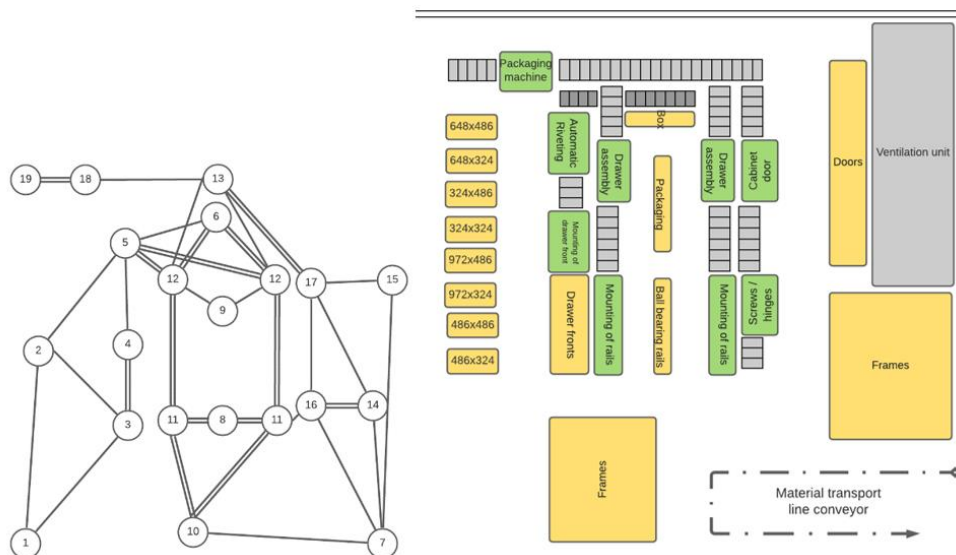 19
18
13
6
5
12
12
17
15
9
2
4
3
11
8
11
16
14
1
10
7
Packaging
machine
648x486
648x324
324x486
324x324
972x486
972x324
486x486
486x324
Automatic
Riveting
Mounting of
drawer front
Drawer fronts
Drawer
assembly
Mounting of rails
Box
Packaging
Ball bearing rails
Drawer
assembly
Mounting of rails
Cabinet
door
Screws /
hinges
Doors
Ventilation unit
Frames
Frames
Material transport
line conveyor